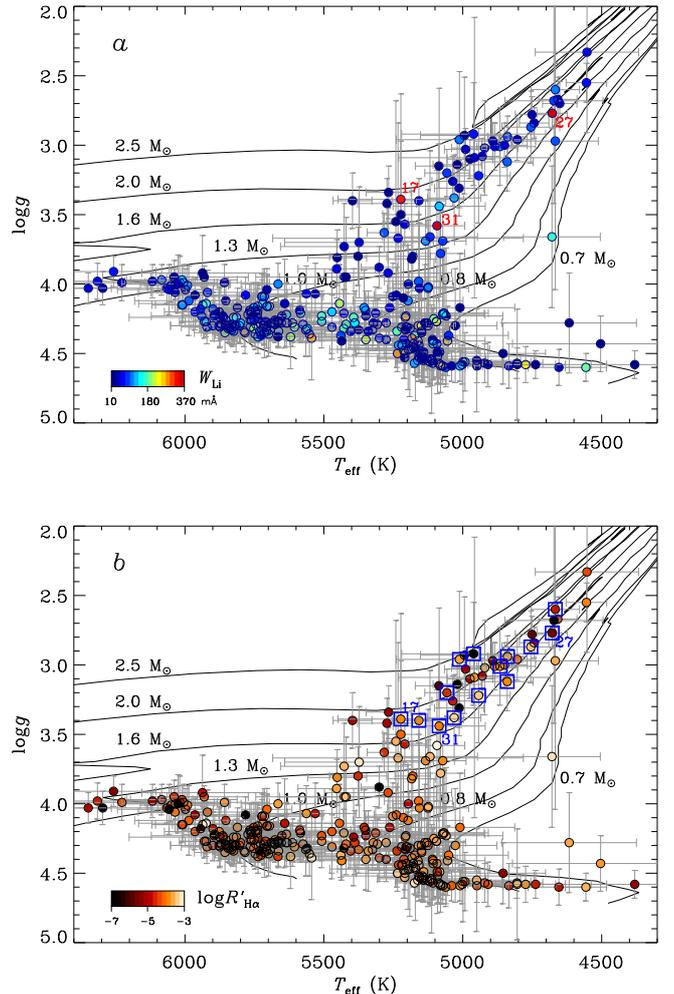 2.0
a
2.5
27
3.0
2.5 M⊙
2.0 M⊙
17
logg
3.5
1.6 M⊙
31
1.3 M⊙
0.7 M⊙
4.0
1.0 M⊙
0.8 M⊙
4.5
W_Li
10 180 370 mÅ
5.0
6000 5500 5000 4500
T_eff (K)
2.0
b
2.5
27
3.0
2.5 M⊙
2.0 M⊙
17
logg
3.5
1.6 M⊙
31
1.3 M⊙
0.7 M⊙
4.0
1.0 M⊙
0.8 M⊙
4.5
logR'_Hα
-7 -5 -3
5.0
6000 5500 5000 4500
T_eff (K)